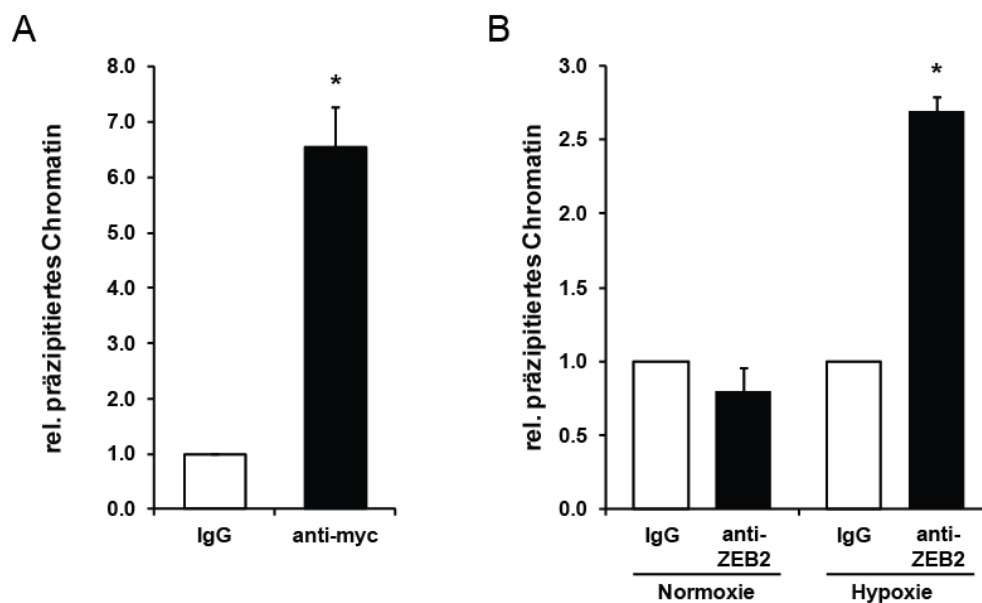 A
rel. präzipitiertes Chromatin
8.0
7.0
6.0
5.0
4.0
3.0
2.0
1.0
0.0
*
IgG anti-myc
B
rel. präzipitiertes Chromatin
3.0
2.5
2.0
1.5
1.0
0.5
0.0
*
IgG anti- IgG anti-
ZEB2 ZEB2
Normoxie Hypoxie